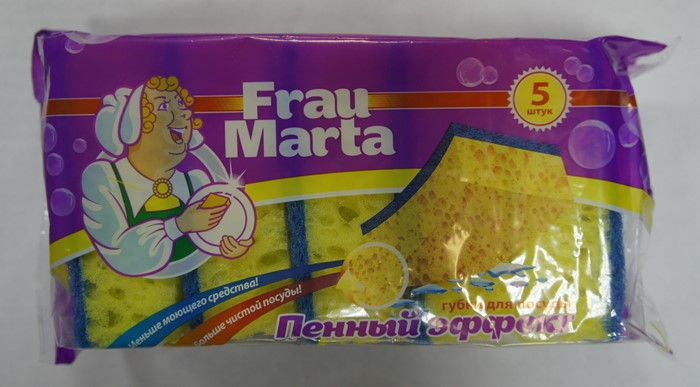 Frau
Marta
5
штук
Меньше моющего средства!
Больше чистой посуды!
губки для посуды
Пенный эффект